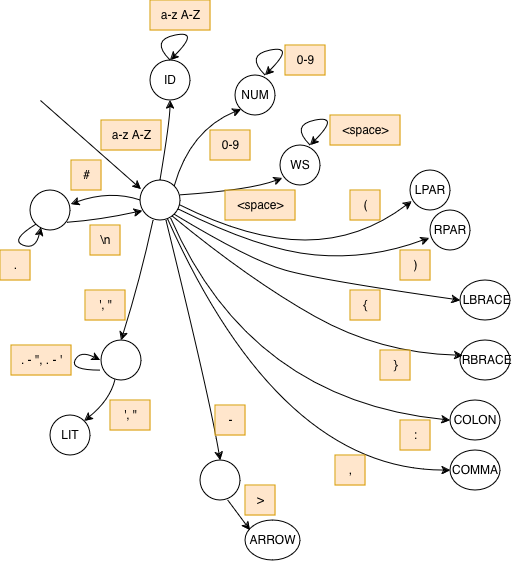 a-z A-Z
ID
0-9
NUM
a-z A-Z
0-9
<space>
WS
#
<space>
LPAR
(
RPAR
\n
.
)
LBRACE
', "
{
RBRACE
. - ", . - '
}
', "
LIT
-
COLON
:
,
COMMA
>
ARROW